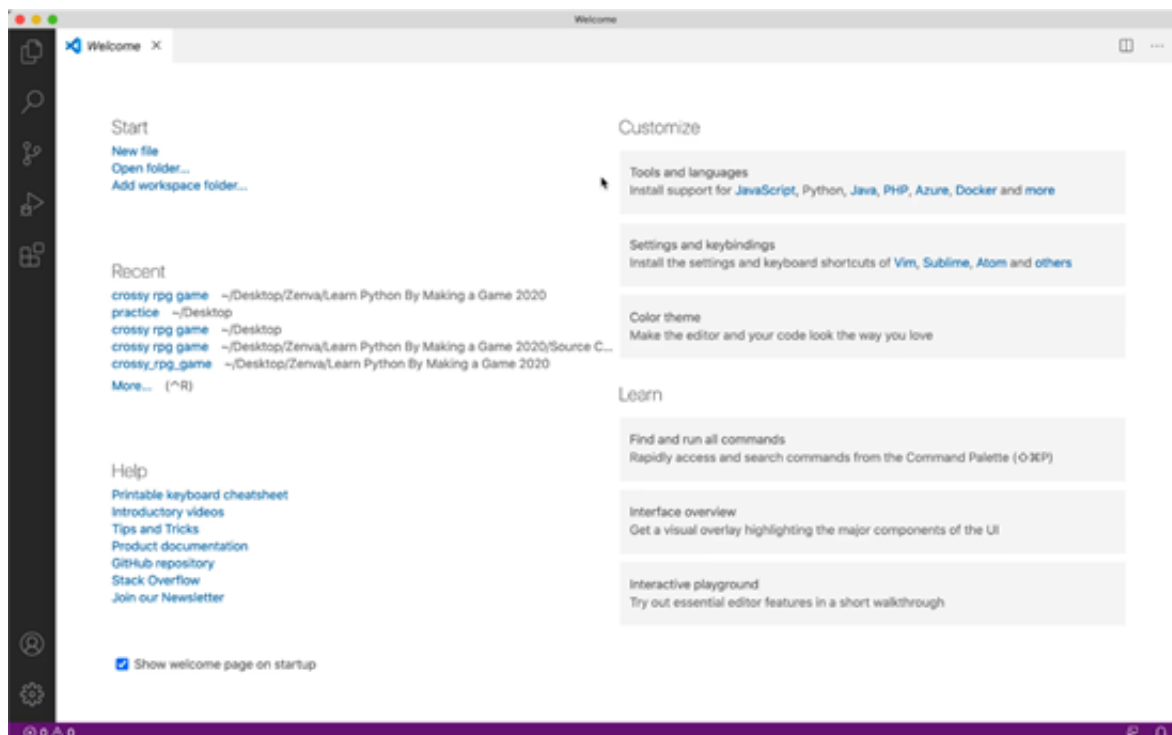 Welcome
Welcome
Start
New file
Open folder...
Add workspace folder...
Recent
crossy rpg game ~/Desktop/Zenva/Learn Python By Making a Game 2020
practice ~/Desktop
crossy rpg game ~/Desktop
crossy rpg game ~/Desktop/Zenva/Learn Python By Making a Game 2020/Source C...
crossy_rpg_game ~/Desktop/Zenva/Learn Python By Making a Game 2020
More... (^R)
Help
Printable keyboard cheatsheet
Introductory videos
Tips and Tricks
Product documentation
GitHub repository
Stack Overflow
Join our Newsletter
Show welcome page on startup
Customize
Tools and languages
Install support for JavaScript, Python, Java, PHP, Azure, Docker and more
Settings and keybindings
Install the settings and keyboard shortcuts of Vim, Sublime, Atom and others
Color theme
Make the editor and your code look the way you love
Learn
Find and run all commands
Rapidly access and search commands from the Command Palette (⇧⌘P)
Interface overview
Get a visual overlay highlighting the major components of the UI
Interactive playground
Try out essential editor features in a short walkthrough
0 0